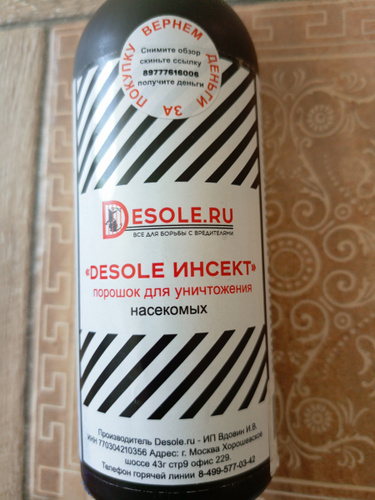 ЗА ПОКУПКУ ВЕРНЕМ ДЕНЬГИ
Снимите обзор
скиньте ссылку
89777616006
получите деньги
DESOLE.RU
ВСЕ ДЛЯ БОРЬБЫ С ВРЕДИТЕЛЯМИ
«DESOLE ИНСЕКТ»
порошок для уничтожения
насекомых
Производитель Desole.ru - ИП Вдовин И.В.
ИНН 770304210356 Адрес: г. Москва Хорошевское
шоссе 43г стр9 офис 229.
Телефон горячей линии 8-499-577-03-42